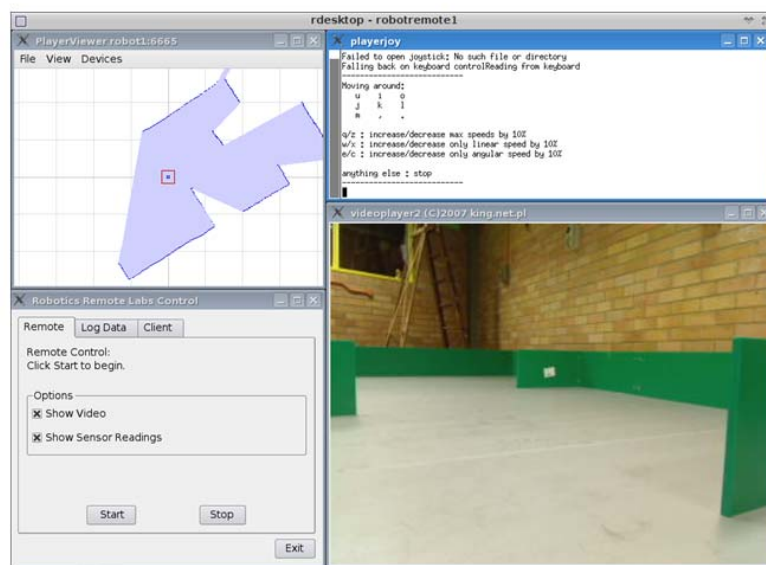 rdesktop - robotremote1
PlayerViewer robot1:6665
File View Devices
playerjoy
Failed to open joystick: No such file or directory
Falling back on keyboard controlReading from keyboard
---------------------------
Moving around:
u i o
j k l
m , .
q/z : increase/decrease max speeds by 10%
w/x : increase/decrease only linear speed by 10%
e/c : increase/decrease only angular speed by 10%
anything else : stop
---------------------------
videoplayer2 (C)2007 king.net.pl
Robotics Remote Labs Control
Remote Log Data Client
Remote Control:
Click Start to begin.
Options
Show Video
Show Sensor Readings
Start Stop
Exit